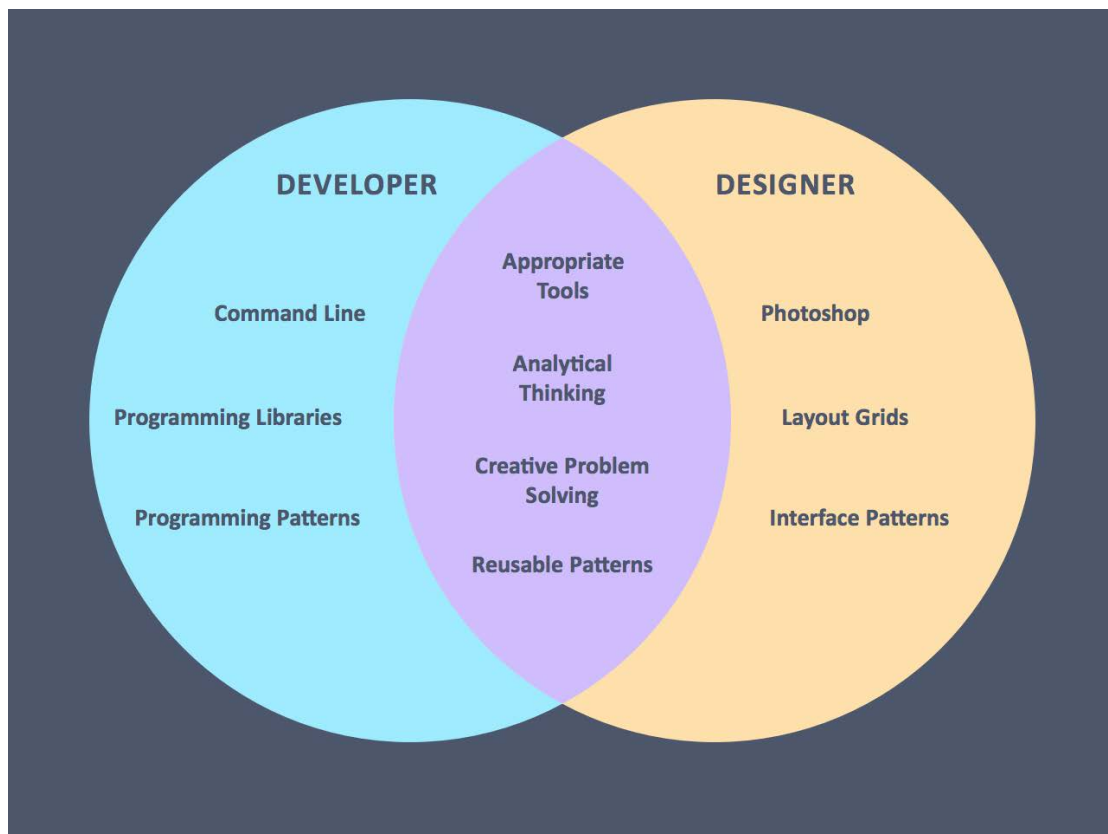 DEVELOPER
Command Line
Programming Libraries
Programming Patterns
Appropriate
Tools
Analytical
Thinking
Creative Problem
Solving
Reusable Patterns
DESIGNER
Photoshop
Layout Grids
Interface Patterns